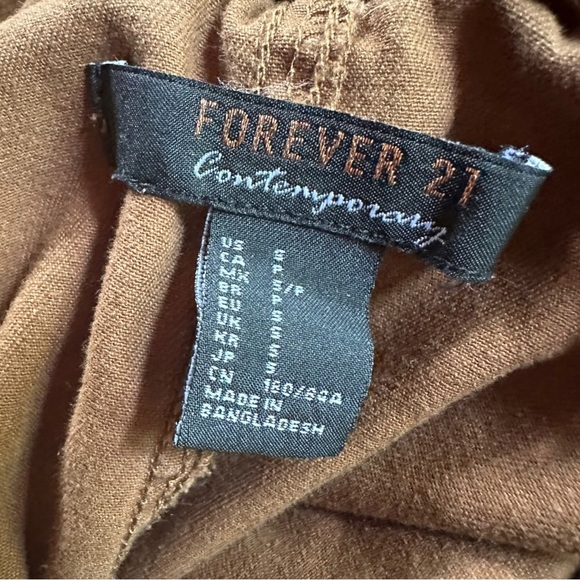 FOREVER 21
Contemporary
US S
CA P
MX S/P
BR P
EU S
UK S
KR S
JP S
CN 160/84A
MADE IN
BANGLADESH